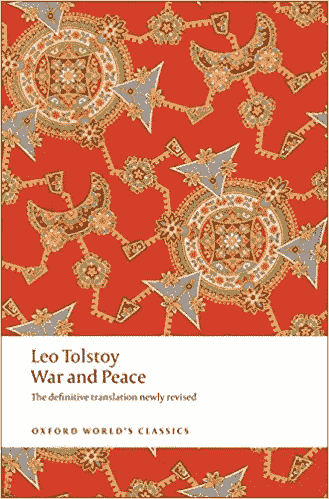 Leo Tolstoy
War and Peace
The definitive translation newly revised
OXFORD WORLD'S CLASSICS